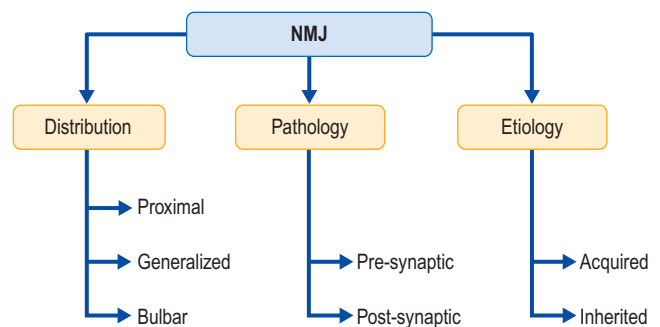 NMJ
Distribution
Pathology
Etiology
Proximal
Generalized
Bulbar
Pre-synaptic
Post-synaptic
Acquired
Inherited